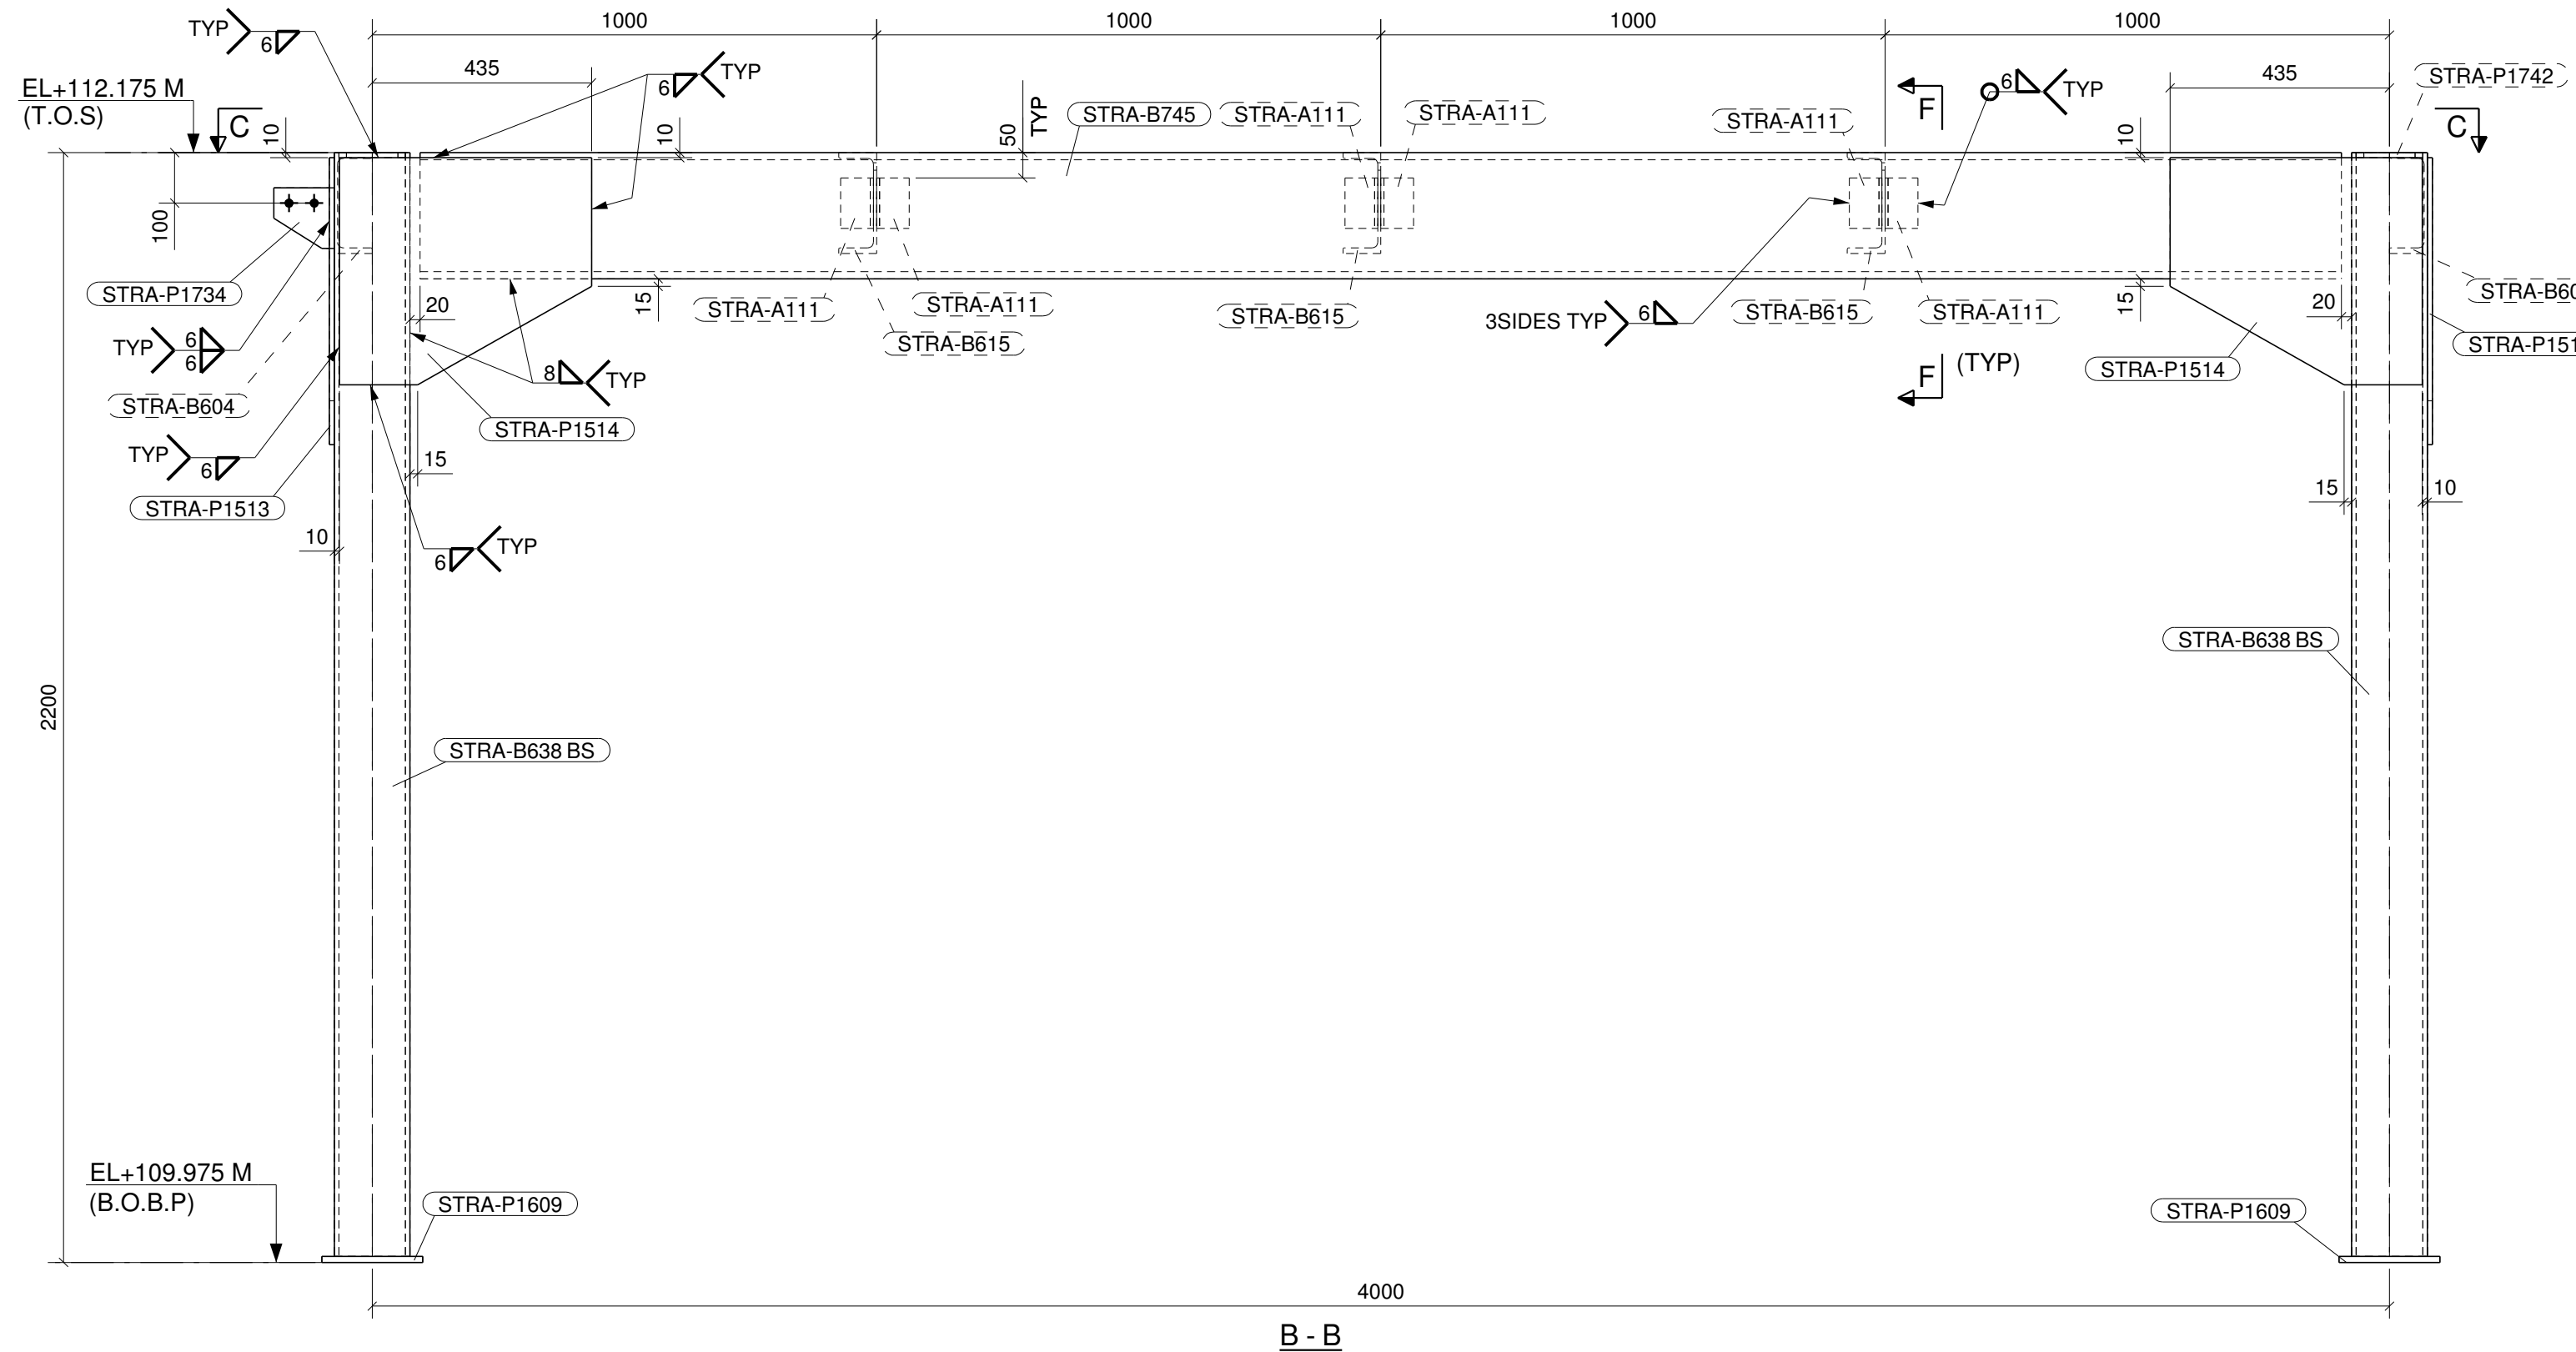 1000
1000
1000
1000
TYP
6
435
6
TYP
EL+112.175 M
(T.O.S)
C
10
10
50
TYP
STRA-B745
STRA-A111
STRA-A111
STRA-A111
F
6
TYP
435
STRA-P1742
C
10
100
STRA-P1734
20
15
STRA-A111
STRA-A111
STRA-B615
STRA-B615
3SIDES TYP
6
STRA-B615
STRA-A111
15
20
STRA-B60
TYP
6
6
8
TYP
F
(TYP)
STRA-P1514
STRA-P151
STRA-B604
STRA-P1514
TYP
6
15
STRA-P1513
10
6
TYP
15
10
2200
STRA-B638 BS
STRA-B638 BS
EL+109.975 M
(B.O.B.P)
STRA-P1609
STRA-P1609
4000
B - B